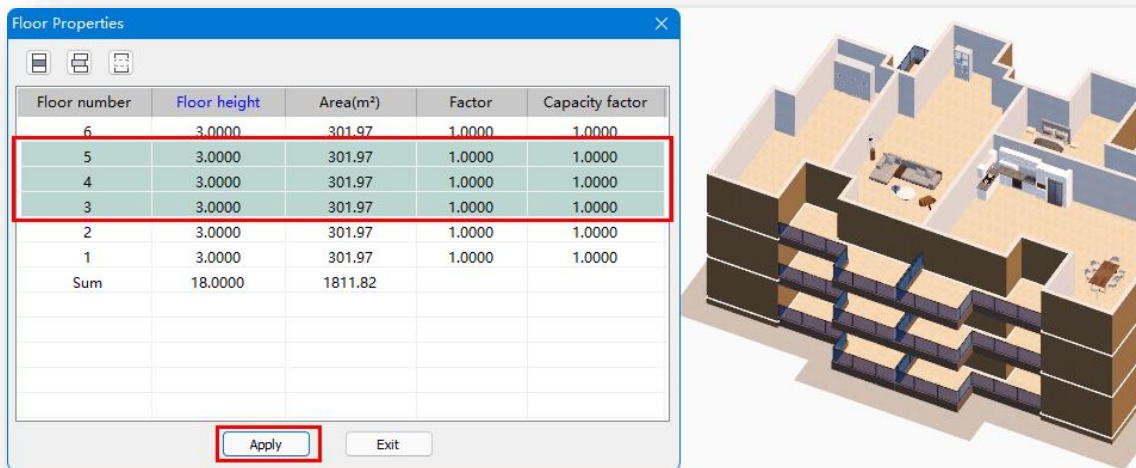 Floor Properties
Floor number Floor height Area(m²) Factor Capacity factor
6 3.0000 301.97 1.0000 1.0000
5 3.0000 301.97 1.0000 1.0000
4 3.0000 301.97 1.0000 1.0000
3 3.0000 301.97 1.0000 1.0000
2 3.0000 301.97 1.0000 1.0000
1 3.0000 301.97 1.0000 1.0000
Sum 18.0000 1811.82
Apply Exit